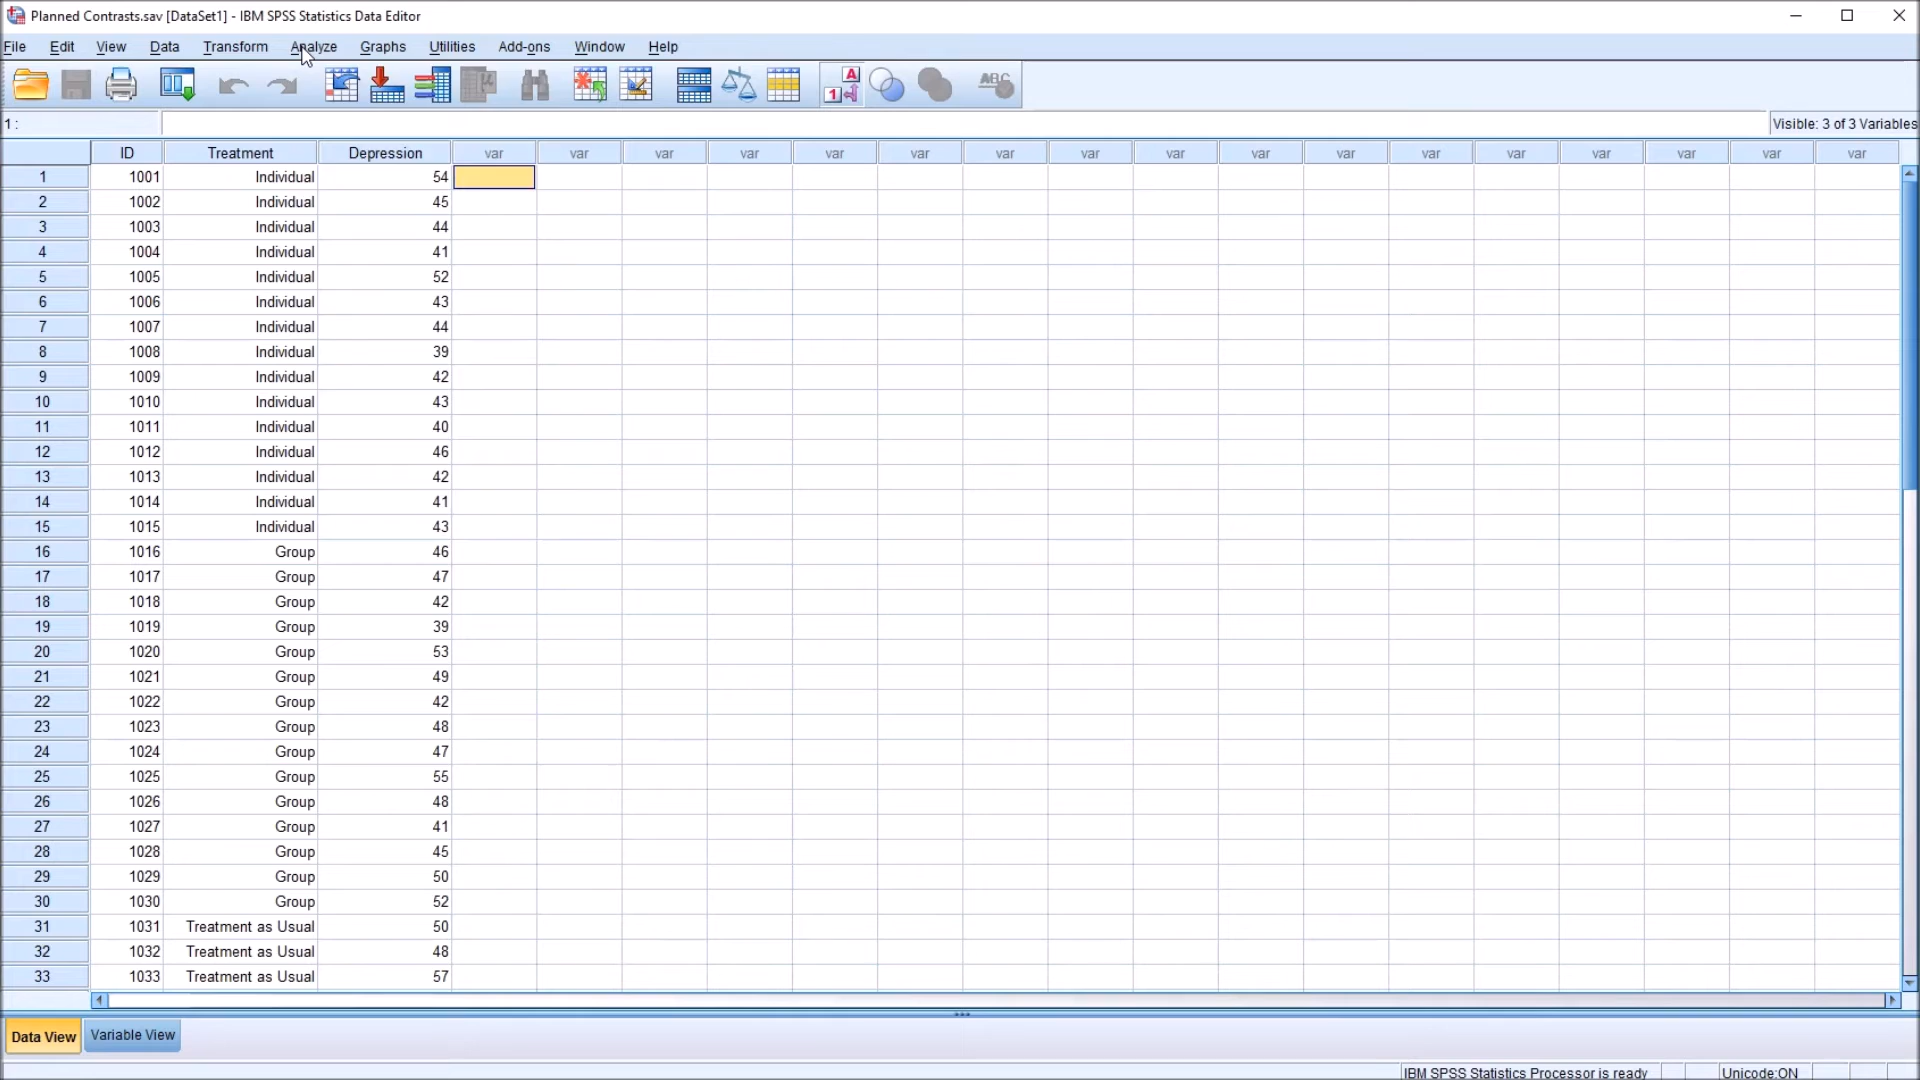 Planned Contrasts.sav [DataSet1] - IBM SPSS Statistics Data Editor
File Edit View Data Transform Analyze Graphs Utilities Add-ons Window Help
A
1
ABC
1 :
Visible: 3 of 3 Variables
ID Treatment Depression var var var var var var var var var var var var var var var var var
1 1001 Individual 54
2 1002 Individual 45
3 1003 Individual 44
4 1004 Individual 41
5 1005 Individual 52
6 1006 Individual 43
7 1007 Individual 44
8 1008 Individual 39
9 1009 Individual 42
10 1010 Individual 43
11 1011 Individual 40
12 1012 Individual 46
13 1013 Individual 42
14 1014 Individual 41
15 1015 Individual 43
16 1016 Group 46
17 1017 Group 47
18 1018 Group 42
19 1019 Group 39
20 1020 Group 53
21 1021 Group 49
22 1022 Group 42
23 1023 Group 48
24 1024 Group 47
25 1025 Group 55
26 1026 Group 48
27 1027 Group 41
28 1028 Group 45
29 1029 Group 50
30 1030 Group 52
31 1031 Treatment as Usual 50
32 1032 Treatment as Usual 48
33 1033 Treatment as Usual 57
Data View Variable View
IBM SPSS Statistics Processor is ready Unicode:ON